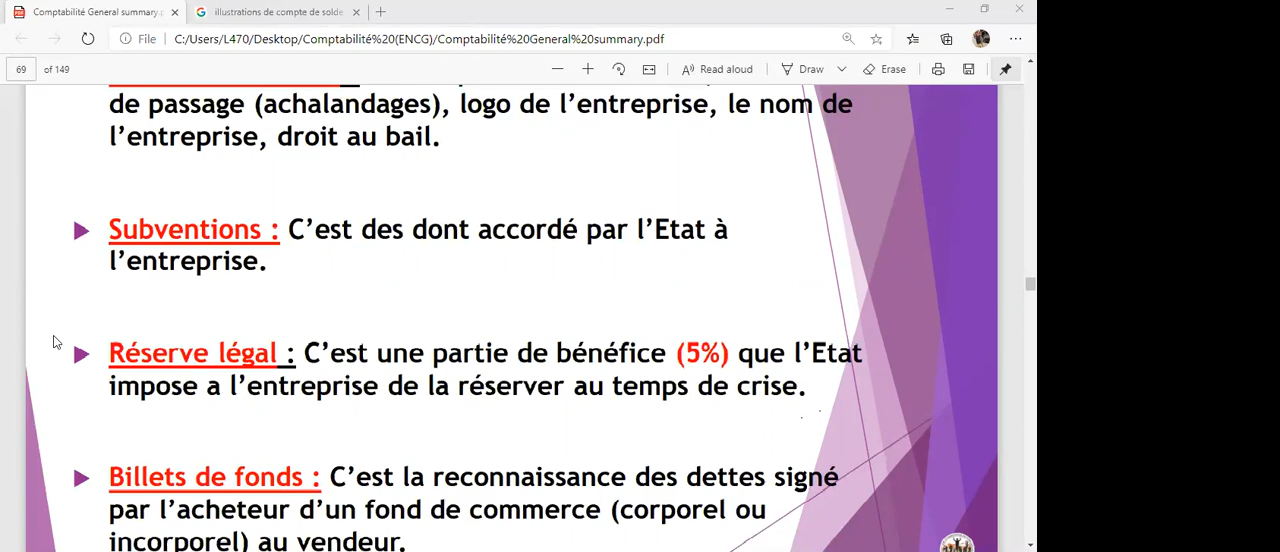 Comptabilité General summary.p
illustrations de compte de solde
File
C:/Users/L470/Desktop/Comptabilité%20(ENCG)/Comptabilité%20General%20summary.pdf
69 of 149
Read aloud
Draw
Erase
de passage (achalandages), logo de l'entreprise, le nom de
l'entreprise, droit au bail.
Subventions : C'est des dont accordé par l'Etat à
l'entreprise.
Réserve légal : C'est une partie de bénéfice (5%) que l'Etat
impose a l'entreprise de la réserver au temps de crise.
Billets de fonds : C'est la reconnaissance des dettes signé
par l'acheteur d'un fond de commerce (corporel ou
incorporel) au vendeur.